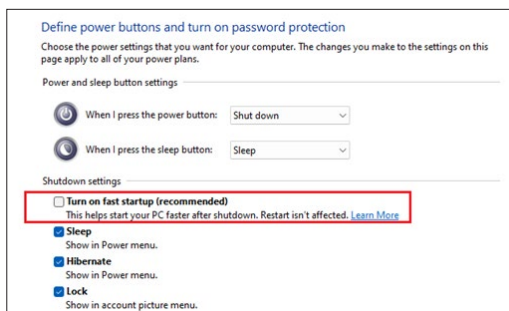 Define power buttons and turn on password protection
Choose the power settings that you want for your computer. The changes you make to the settings on this
page apply to all of your power plans.
Power and sleep button settings
When I press the power button: Shut down
When I press the sleep button: Sleep
Shutdown settings
Turn on fast startup (recommended)
This helps start your PC faster after shutdown. Restart isn't affected. Learn More
Sleep
Show in Power menu.
Hibernate
Show in Power menu.
Lock
Show in account picture menu.